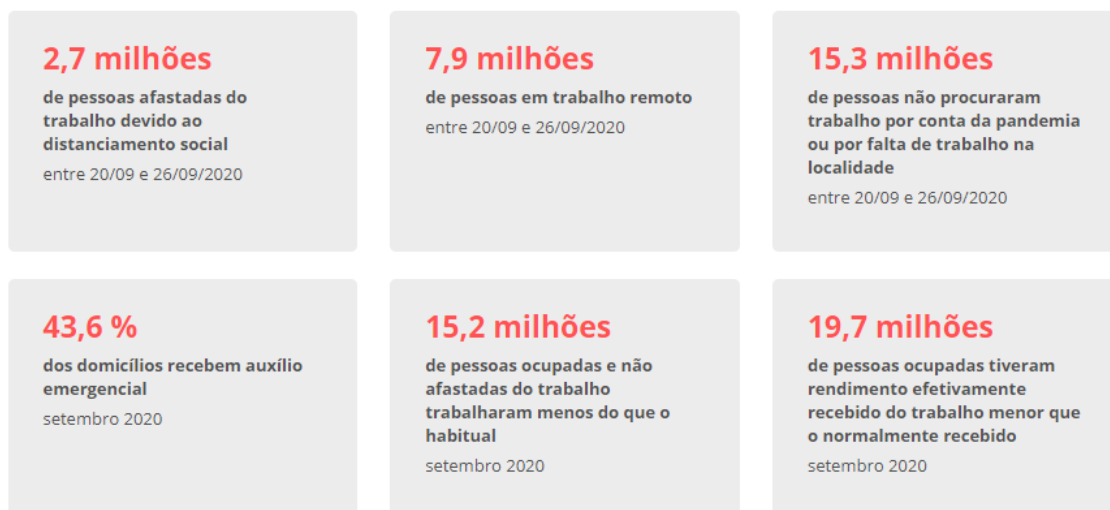 2,7 milhões
de pessoas afastadas do
trabalho devido ao
distanciamento social
entre 20/09 e 26/09/2020
7,9 milhões
de pessoas em trabalho remoto
entre 20/09 e 26/09/2020
15,3 milhões
de pessoas não procuraram
trabalho por conta da pandemia
ou por falta de trabalho na
localidade
entre 20/09 e 26/09/2020
43,6 %
dos domicílios recebem auxílio
emergencial
setembro 2020
15,2 milhões
de pessoas ocupadas e não
afastadas do trabalho
trabalharam menos do que o
habitual
setembro 2020
19,7 milhões
de pessoas ocupadas tiveram
rendimento efetivamente
recebido do trabalho menor que
o normalmente recebido
setembro 2020